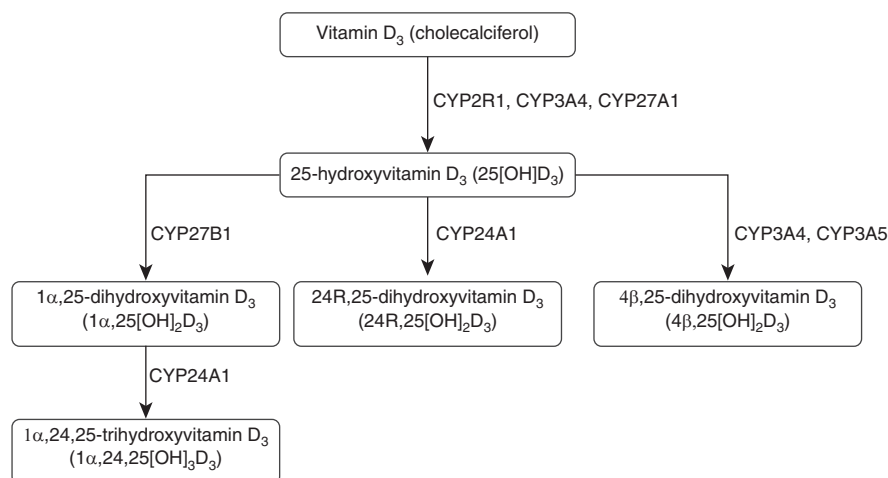 Vitamin D₃ (cholecalciferol)
CYP2R1, CYP3A4, CYP27A1
25-hydroxyvitamin D₃ (25[OH]D₃)
CYP27B1
CYP24A1
CYP3A4, CYP3A5
1α,25-dihydroxyvitamin D₃
(1α,25[OH]₂D₃)
24R,25-dihydroxyvitamin D₃
(24R,25[OH]₂D₃)
4β,25-dihydroxyvitamin D₃
(4β,25[OH]₂D₃)
CYP24A1
1α,24,25-trihydroxyvitamin D₃
(1α,24,25[OH]₃D₃)